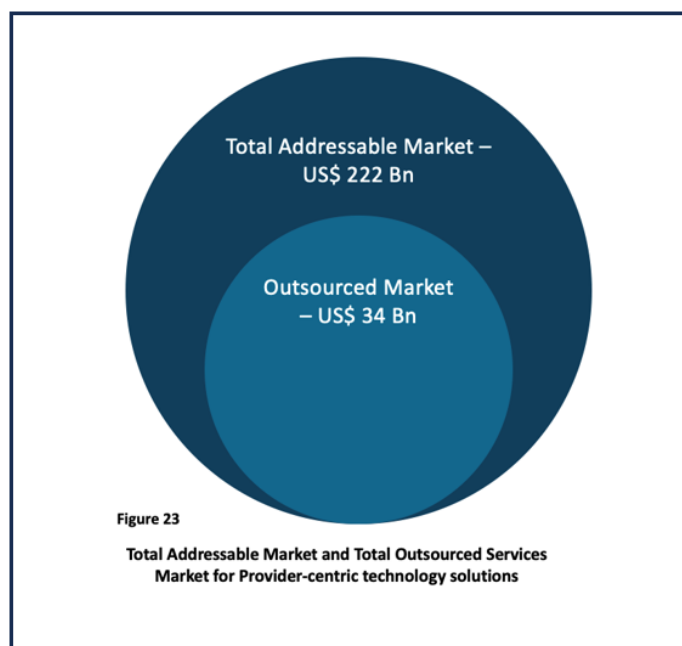 Total Addressable Market –
US$ 222 Bn
Outsourced Market
– US$ 34 Bn
Figure 23
Total Addressable Market and Total Outsourced Services
Market for Provider-centric technology solutions